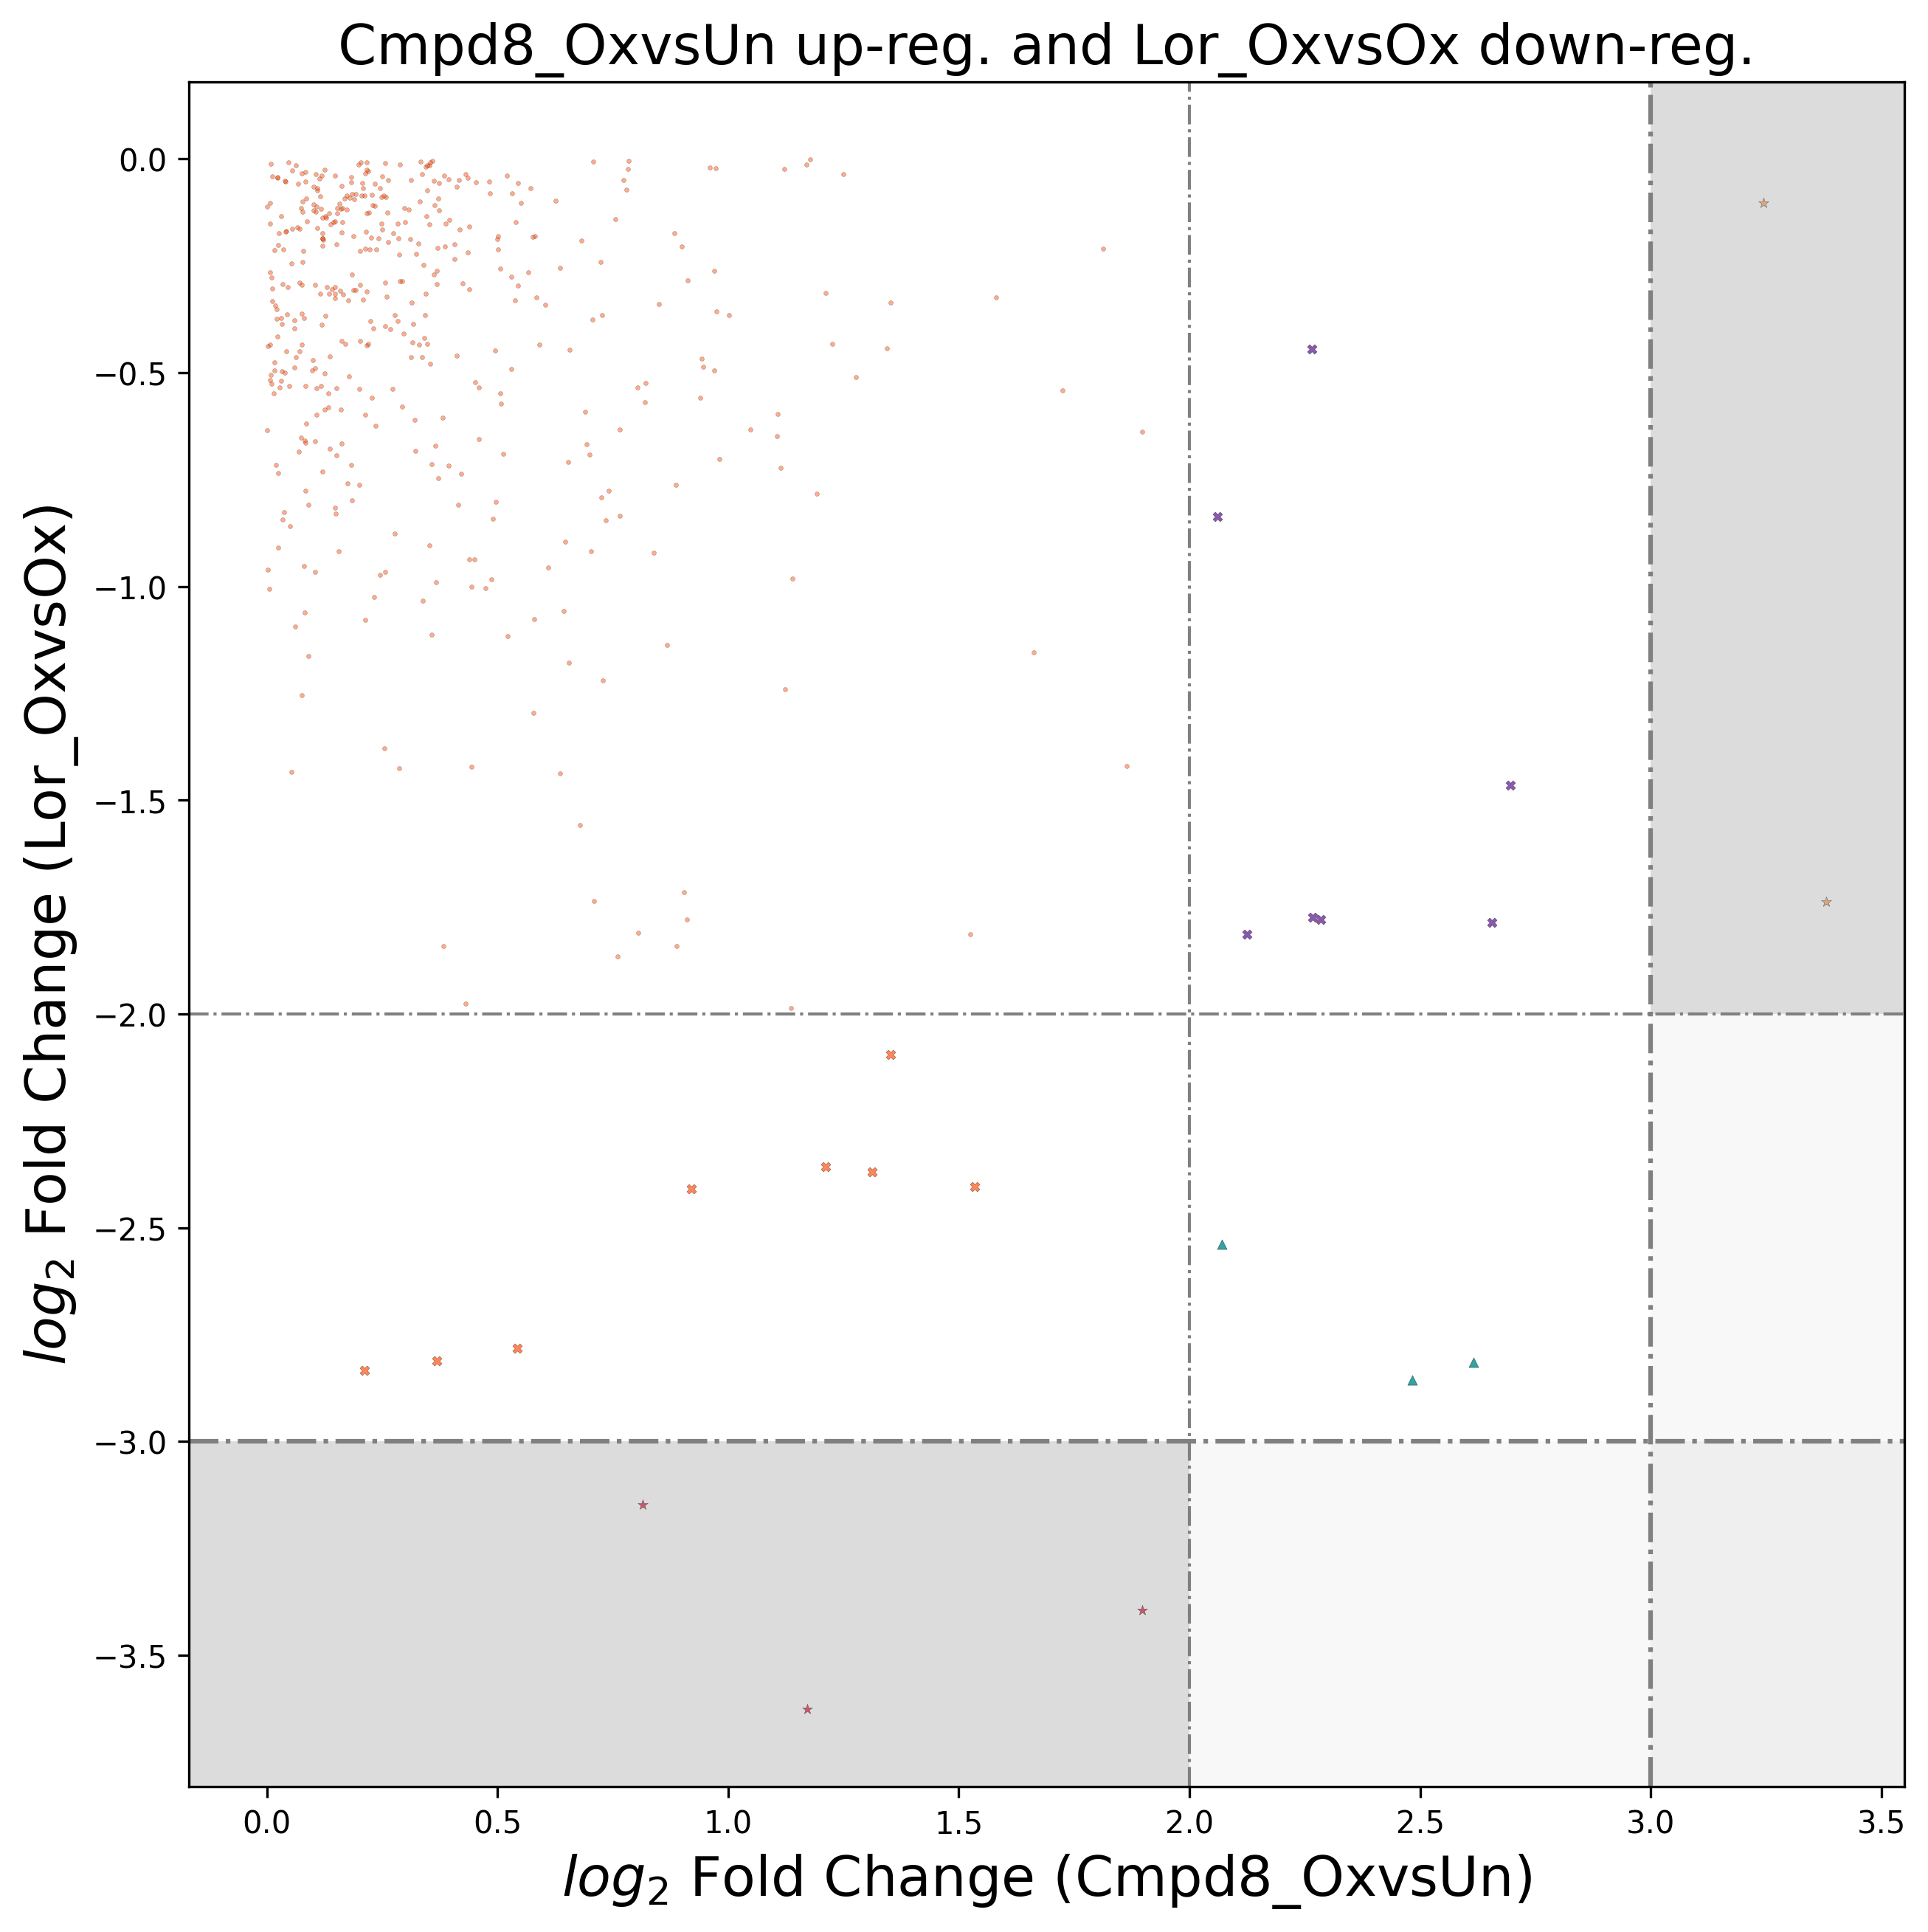 Cmpd8_OxvsUn up-reg. and Lor_OxvsOx down-reg.
log₂ Fold Change (Lor_OxvsOx)
0.0
−0.5
−1.0
−1.5
−2.0
−2.5
−3.0
−3.5
0.0 0.5 1.0 1.5 2.0 2.5 3.0 3.5
log₂ Fold Change (Cmpd8_OxvsUn)